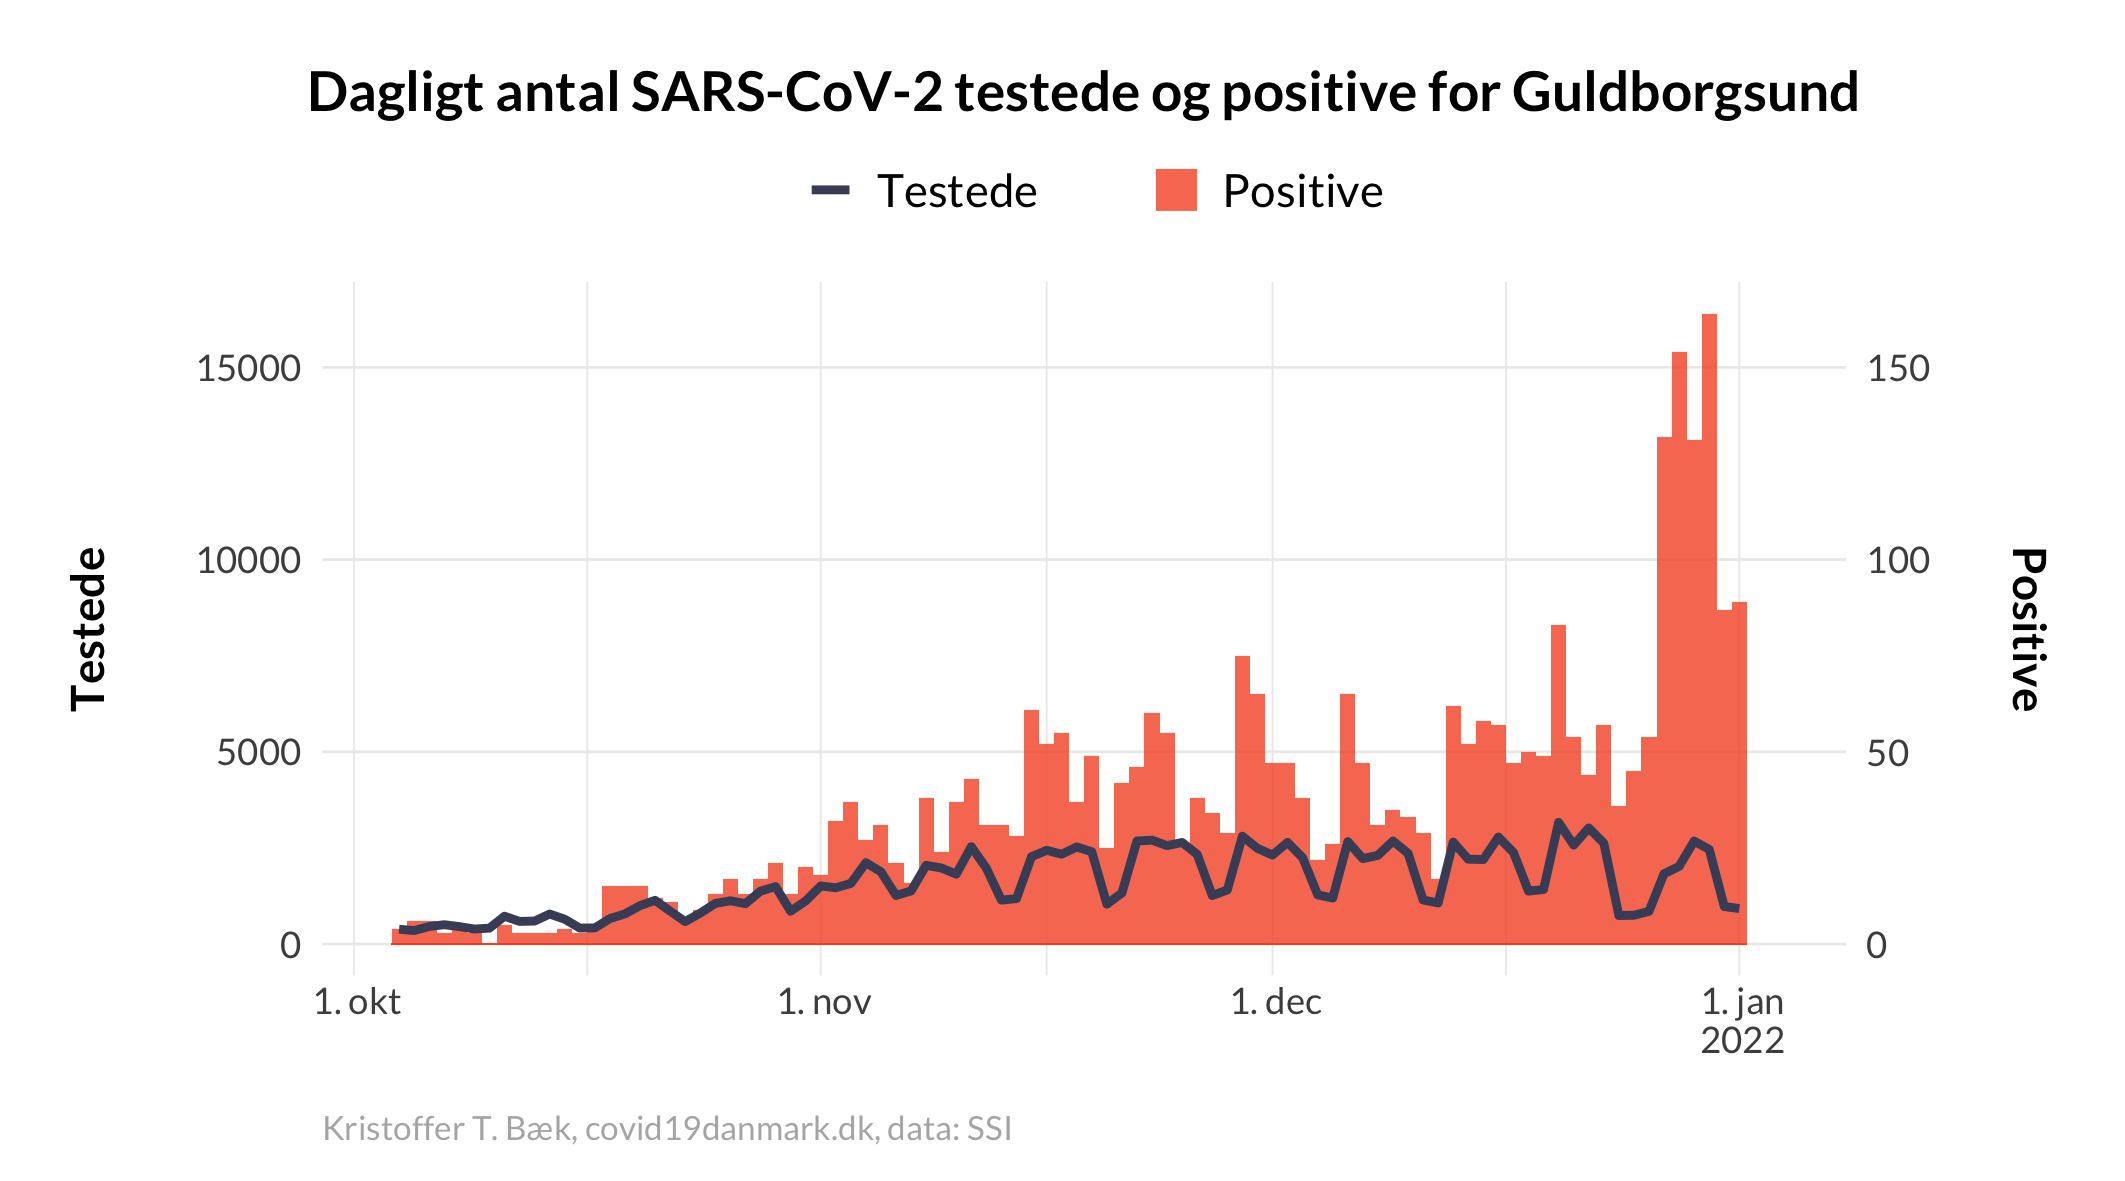 Dagligt antal SARS-CoV-2 testede og positive for Guldborgsund
Testede
Positive
15000
10000
5000
0
Testede
150
100
50
0
Positive
1. okt
1. nov
1. dec
1. jan
2022
Kristoffer T. Bæk, covid19danmark.dk, data: SSI